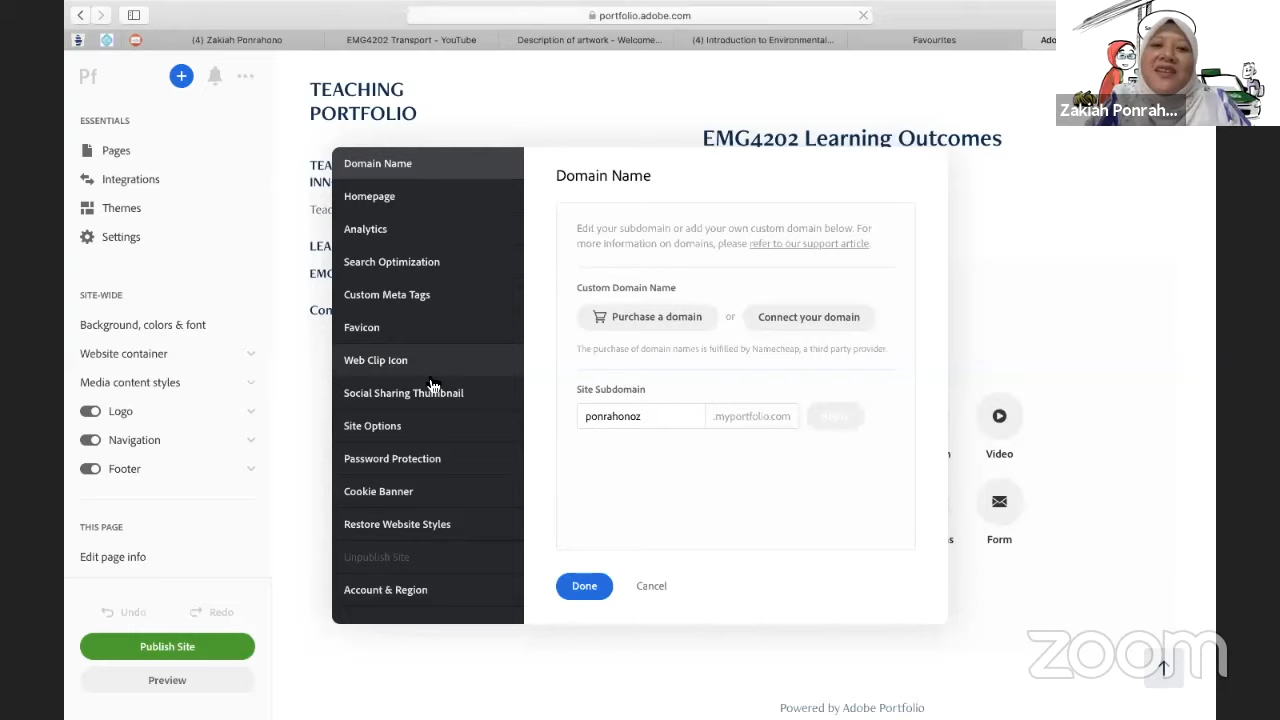 portfolio.adobe.com
(4) Zakiah Ponrahono
EMG4202 Transport - YouTube
Description of artwork - Welcome...
(4) Introduction to Environmental...
Favourites
Ado
Zakiah Ponrah...
Pf
ESSENTIALS
Pages
Integrations
Themes
Settings
SITE-WIDE
Background, colors & font
Website container
Media content styles
Logo
Navigation
Footer
THIS PAGE
Edit page info
Undo
Redo
Publish Site
Preview
TEACHING
PORTFOLIO
TEA
INN
Teac
LEA
EMG
Con
EMG4202 Learning Outcomes
Domain Name
Homepage
Analytics
Search Optimization
Custom Meta Tags
Favicon
Web Clip Icon
Social Sharing Thumbnail
Site Options
Password Protection
Cookie Banner
Restore Website Styles
Unpublish Site
Account & Region
Domain Name
Edit your subdomain or add your own custom domain below. For
more information on domains, please refer to our support article.
Custom Domain Name
Purchase a domain
or
Connect your domain
The purchase of domain names is fulfilled by Namecheap, a third party provider.
Site Subdomain
ponrahonoz
.myportfolio.com
Done
Cancel
Video
Form
zoom
Powered by Adobe Portfolio